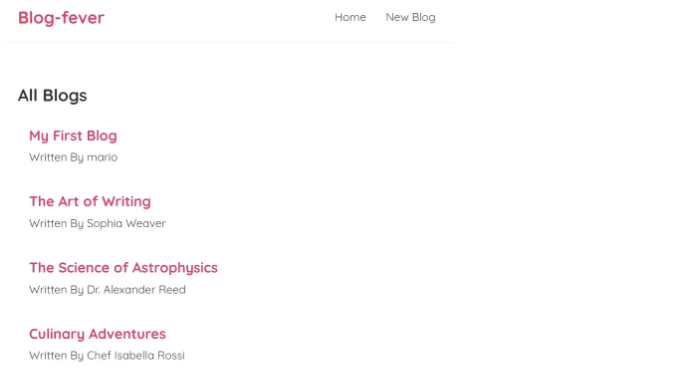 Blog-fever
Home New Blog
All Blogs
My First Blog
Written By mario
The Art of Writing
Written By Sophia Weaver
The Science of Astrophysics
Written By Dr. Alexander Reed
Culinary Adventures
Written By Chef Isabella Rossi